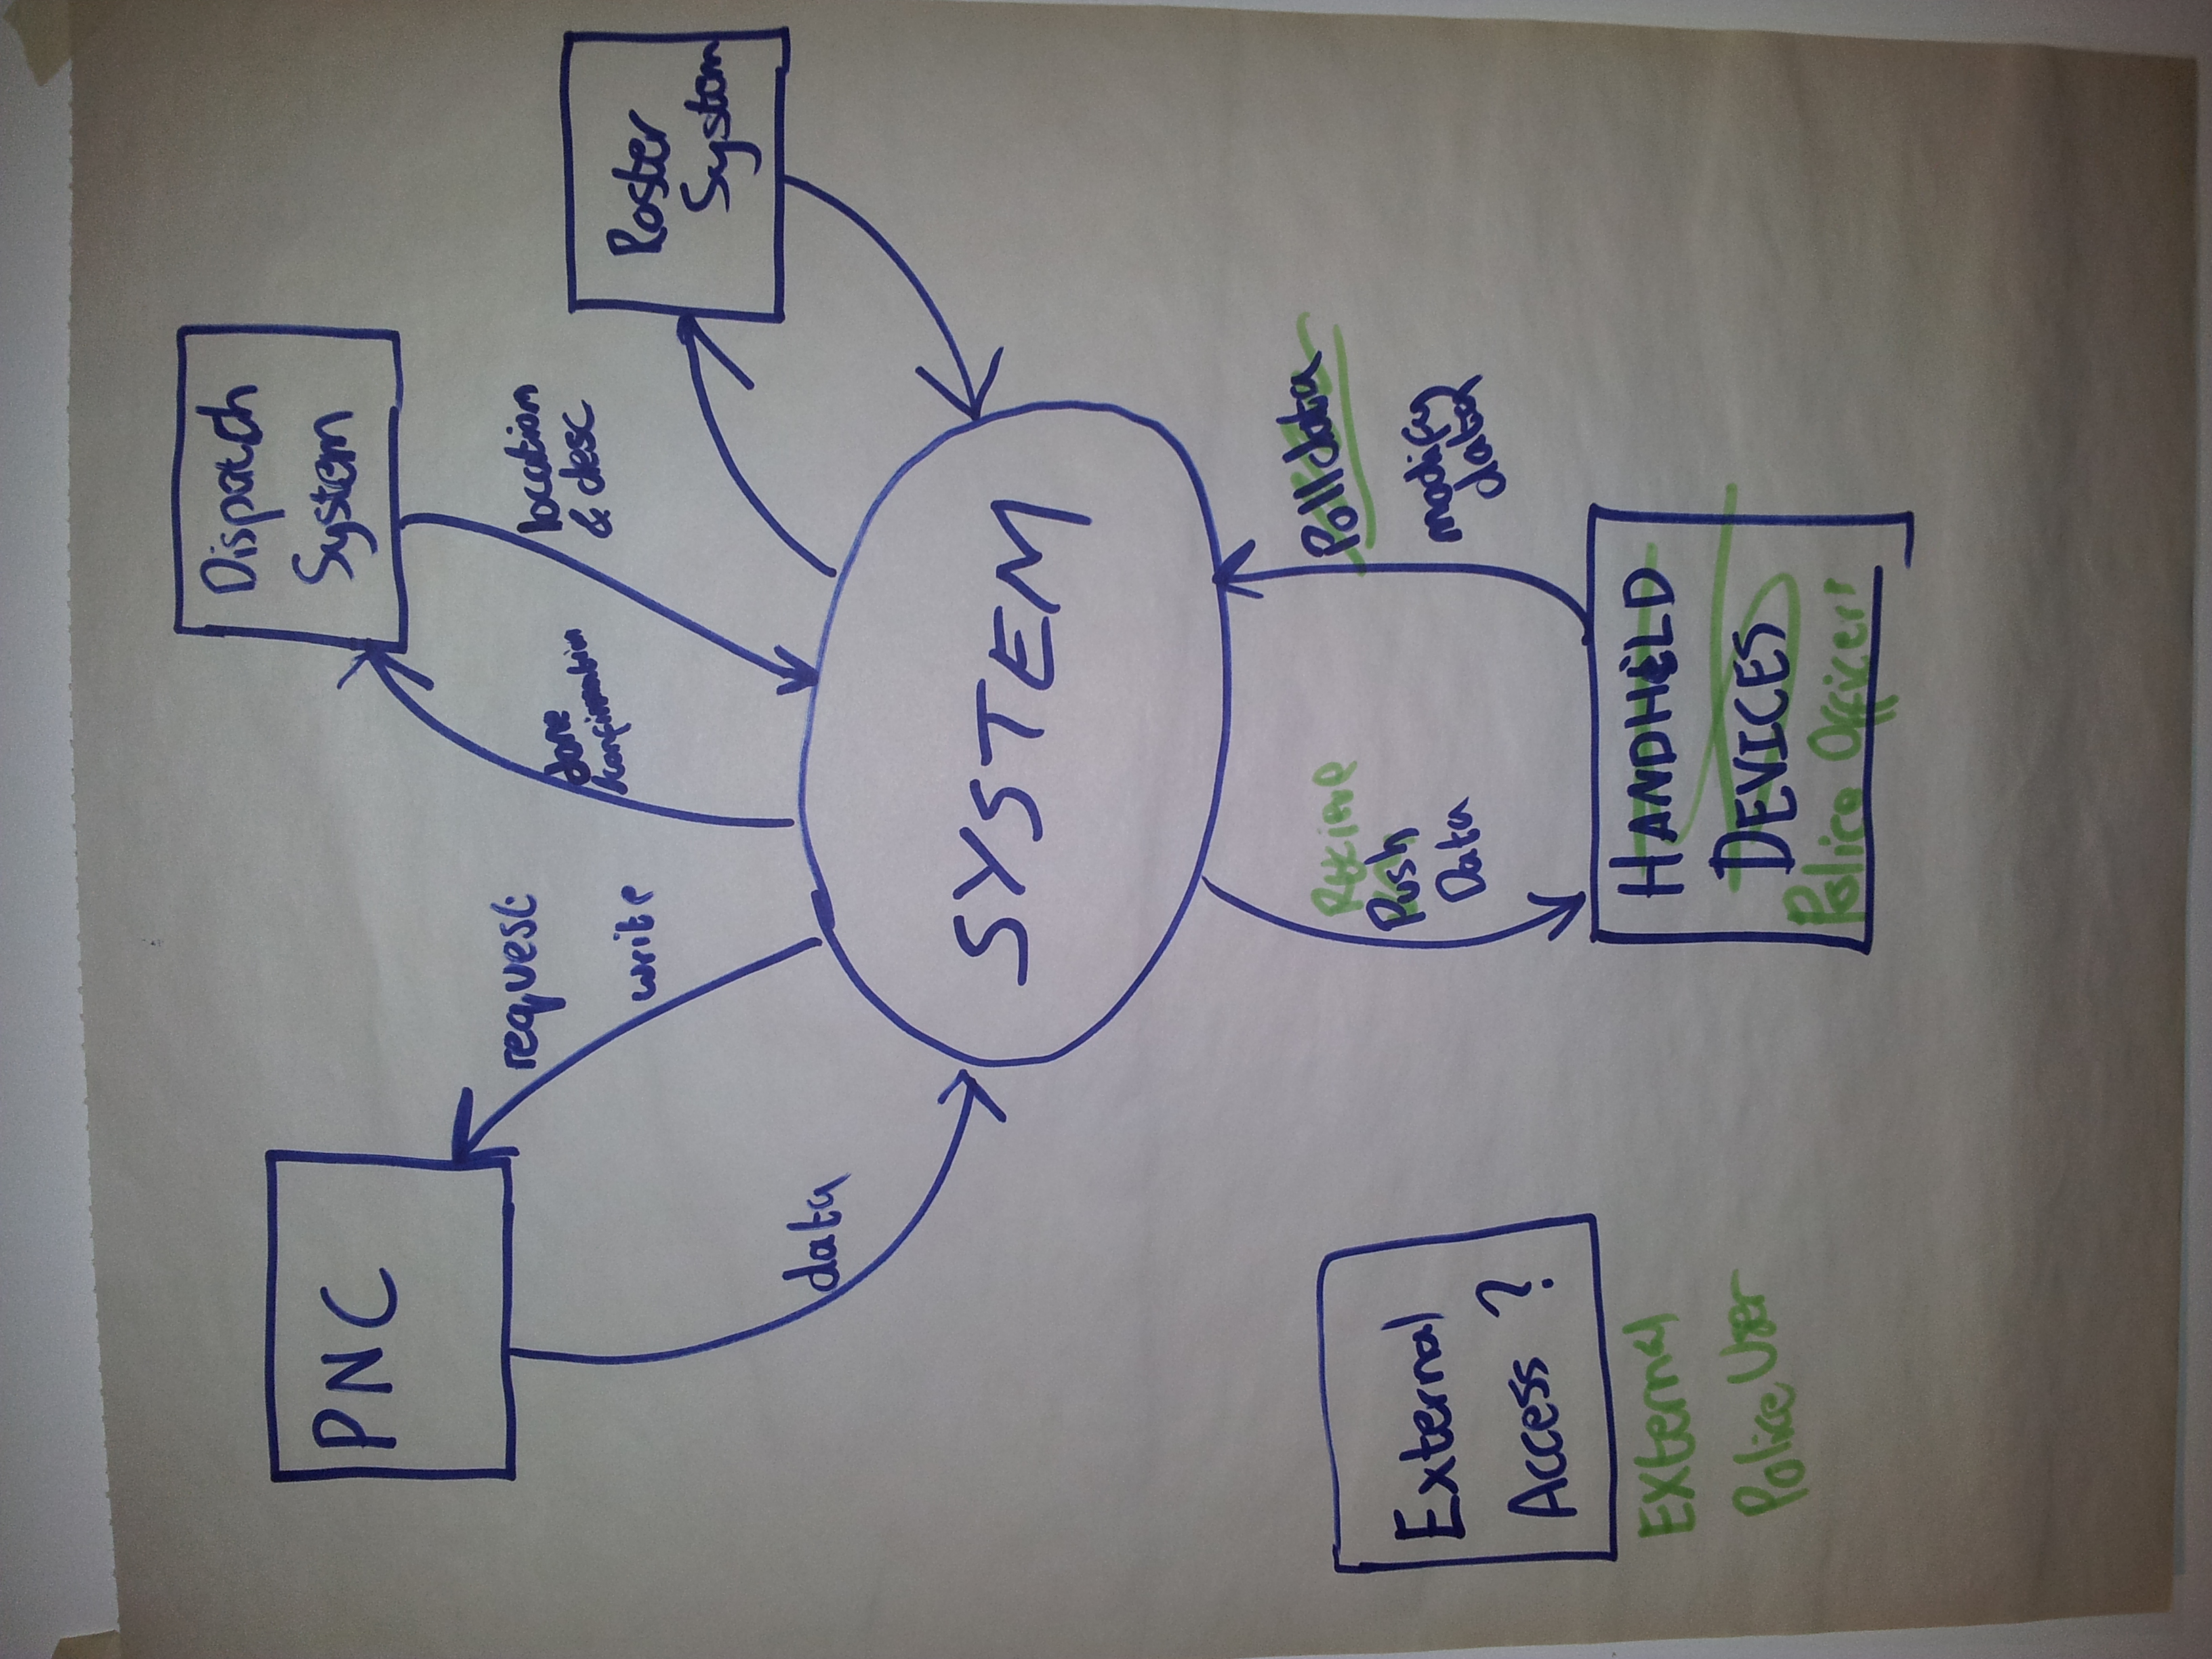 Dispatch
System
PNC
request
write
done
/confirmation
location
& desc
Roster
System
data
SYSTEM
Recieve
Push
Data
Poll data
modify
data
External
Access ?
External
Police User
HANDHELD
DEVICES
Police Officers